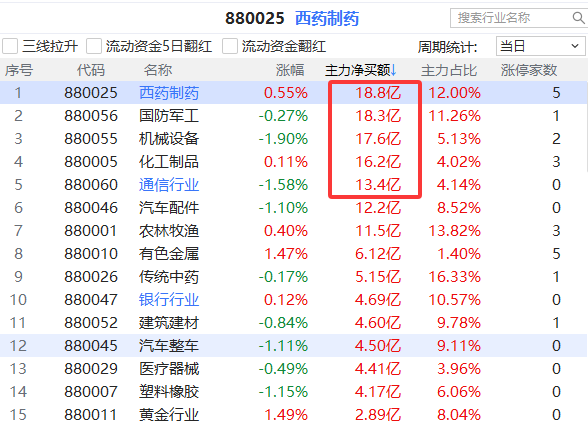 880025 西药制药 搜索行业名称
三线拉升 流动资金5日翻红 流动资金翻红 周期统计: 当日
序号 代码 名称 涨幅 主力净买额↓ 主力占比 涨停家数
1 880025 西药制药 0.55% 18.8亿 12.00% 5
2 880056 国防军工 -0.27% 18.3亿 11.26% 1
3 880055 机械设备 -1.90% 17.6亿 5.13% 2
4 880005 化工制品 0.11% 16.2亿 4.02% 3
5 880060 通信行业 -1.58% 13.4亿 4.14% 0
6 880046 汽车配件 -1.10% 12.2亿 8.52% 0
7 880001 农林牧渔 0.40% 11.5亿 13.82% 3
8 880010 有色金属 1.47% 6.12亿 1.40% 5
9 880026 传统中药 -0.17% 5.15亿 16.33% 1
10 880047 银行行业 0.12% 4.69亿 10.57% 0
11 880052 建筑建材 -0.84% 4.60亿 9.78% 1
12 880045 汽车整车 -1.11% 4.50亿 9.11% 0
13 880029 医疗器械 -0.49% 4.41亿 3.96% 0
14 880007 塑料橡胶 -1.15% 4.17亿 6.06% 0
15 880011 黄金行业 1.49% 2.89亿 8.04% 0